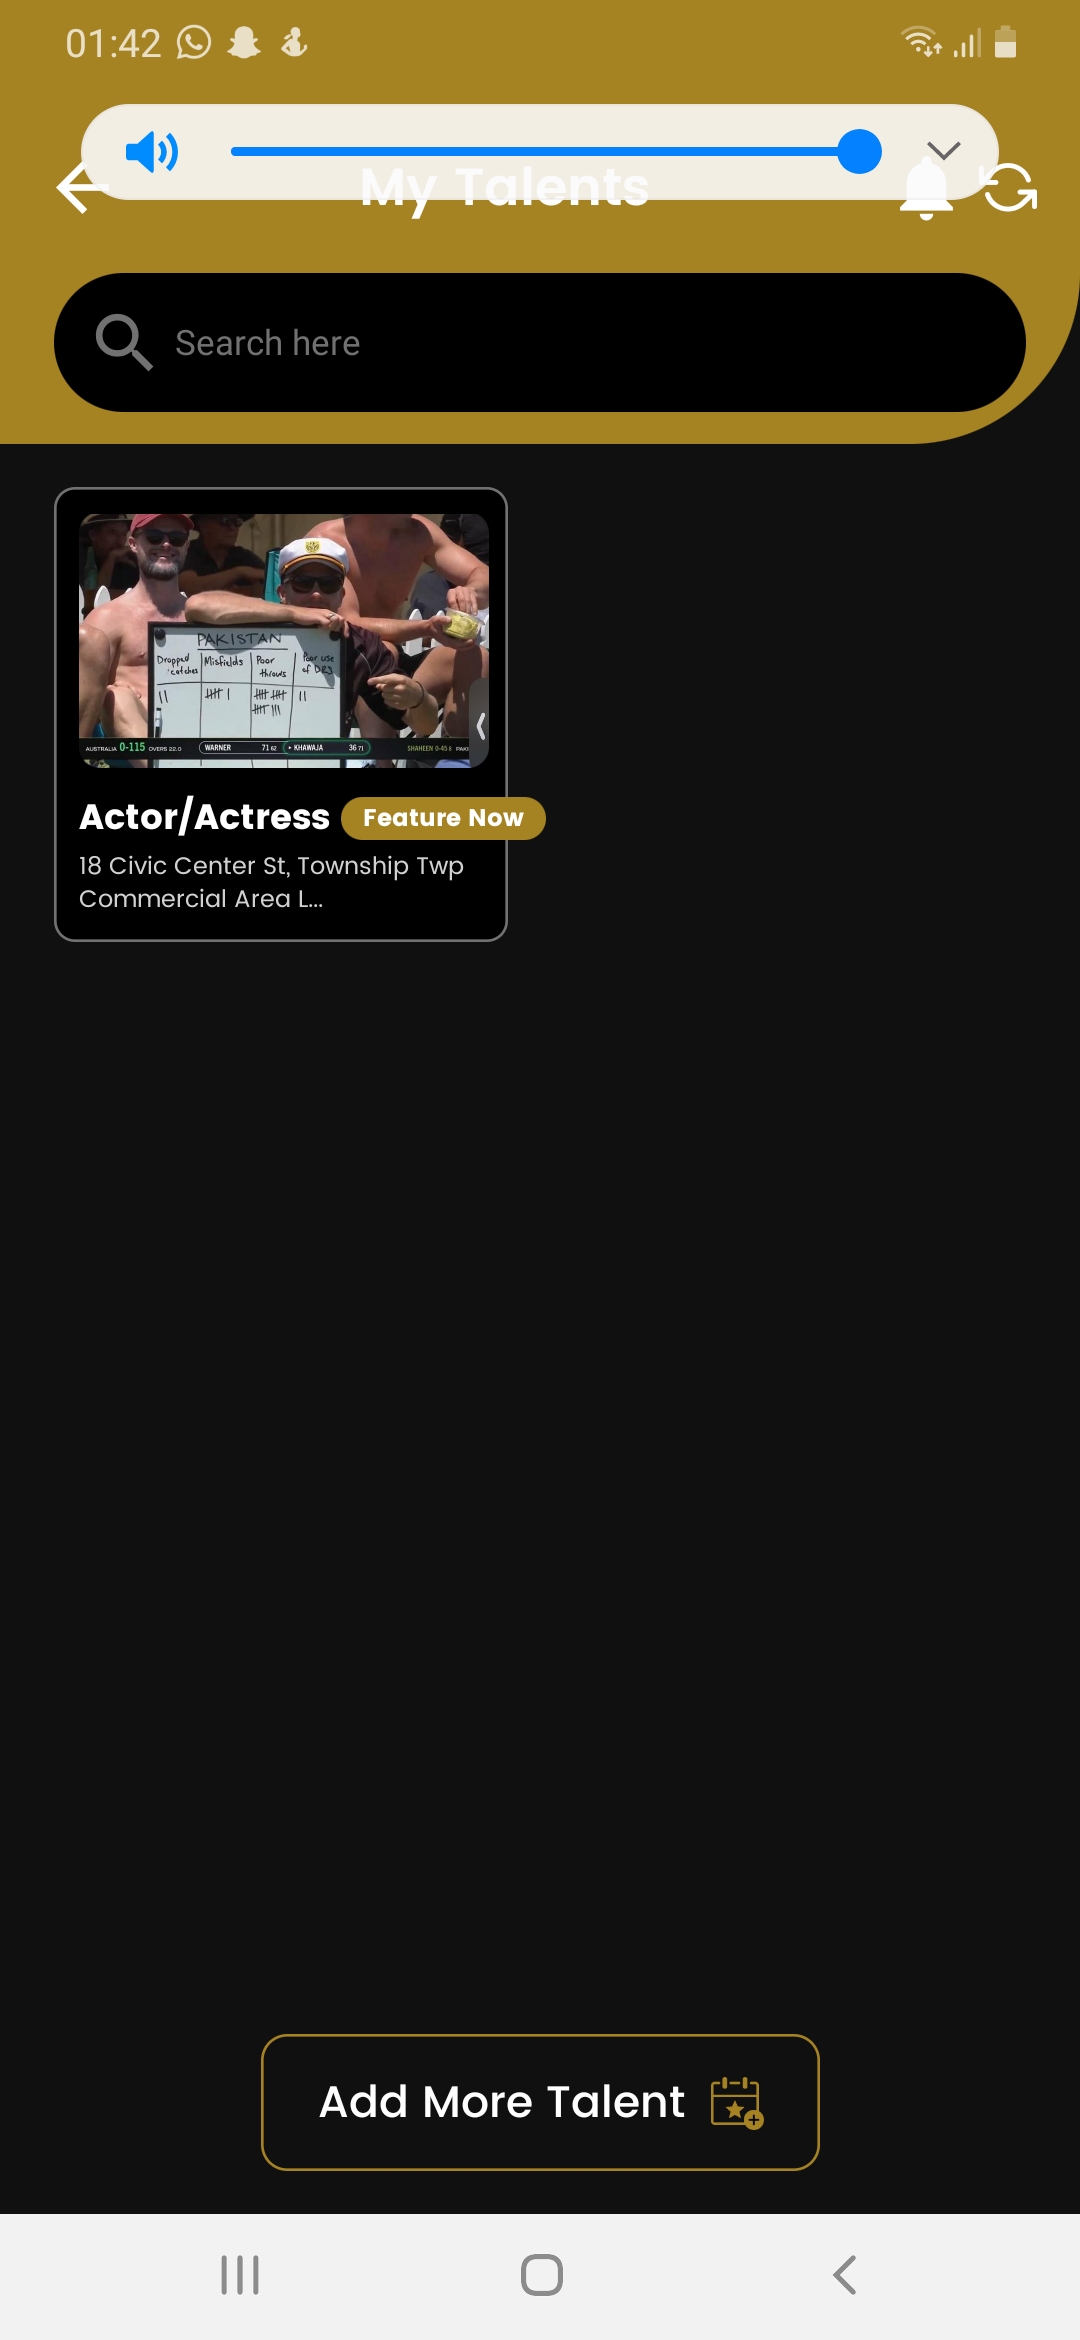 01:42
My Talents
Search here
PAKISTAN
Dropped catches
Misfields
Poor throws
Poor use of DRS
AUSTRALIA 0-115 OVERS 22.0 WARNER 71 62 KHAWAJA 36 71 SHAHEEN 0-45 8 PAKI
Actor/Actress Feature Now
18 Civic Center St, Township Twp
Commercial Area L...
Add More Talent